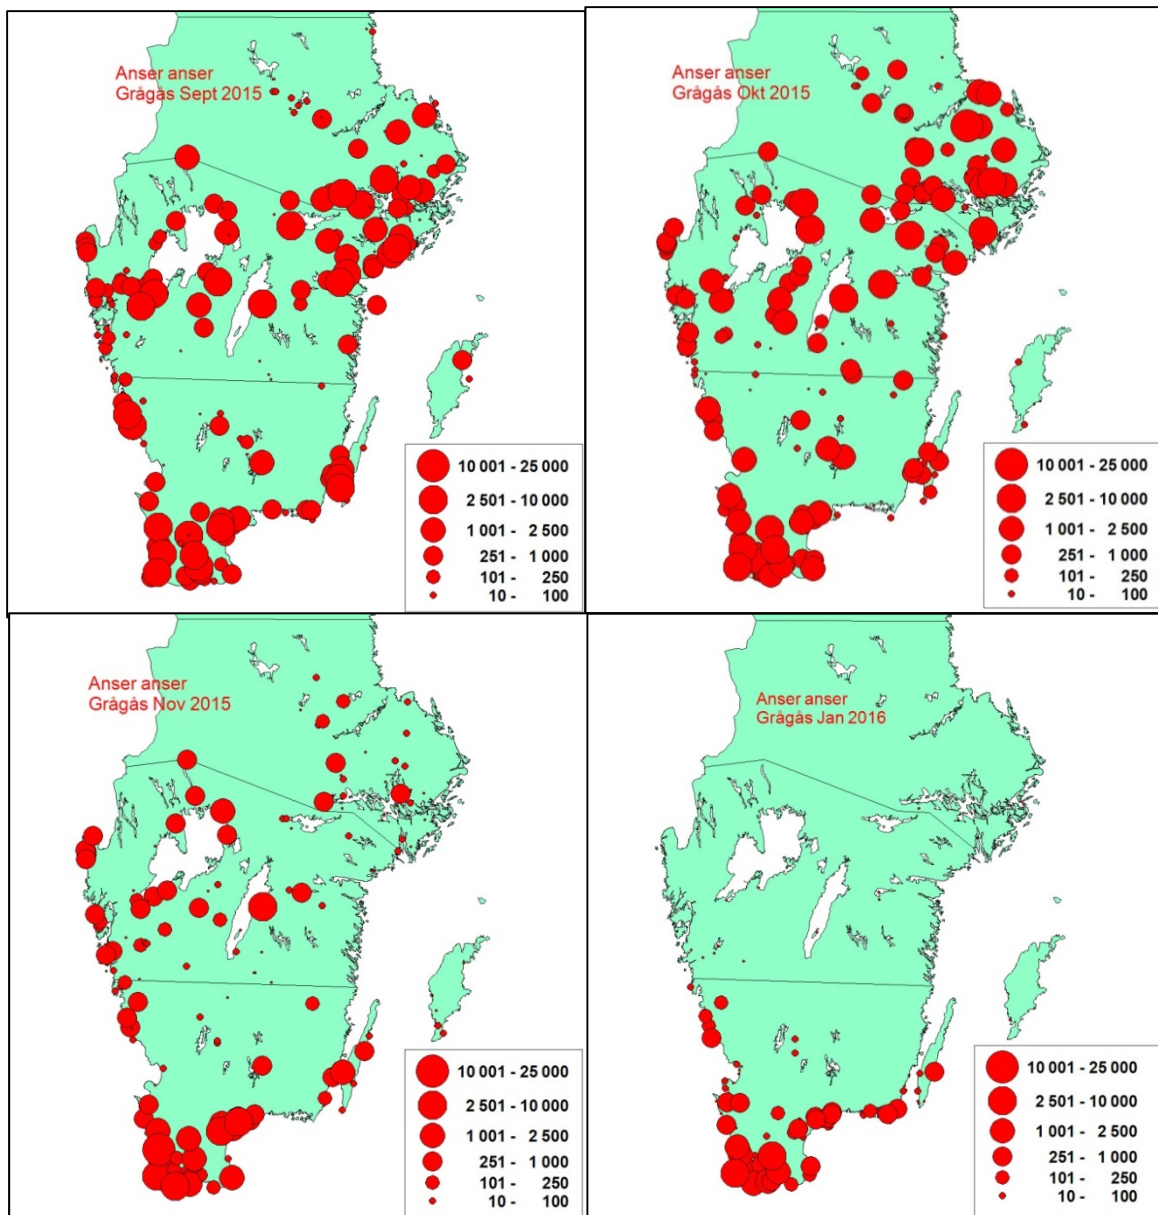 Anser anser
Grågås Sept 2015
10 001 - 25 000
2 501 - 10 000
1 001 - 2 500
251 - 1 000
101 - 250
10 - 100
Anser anser
Grågås Okt 2015
10 001 - 25 000
2 501 - 10 000
1 001 - 2 500
251 - 1 000
101 - 250
10 - 100
Anser anser
Grågås Nov 2015
10 001 - 25 000
2 501 - 10 000
1 001 - 2 500
251 - 1 000
101 - 250
10 - 100
Anser anser
Grågås Jan 2016
10 001 - 25 000
2 501 - 10 000
1 001 - 2 500
251 - 1 000
101 - 250
10 - 100